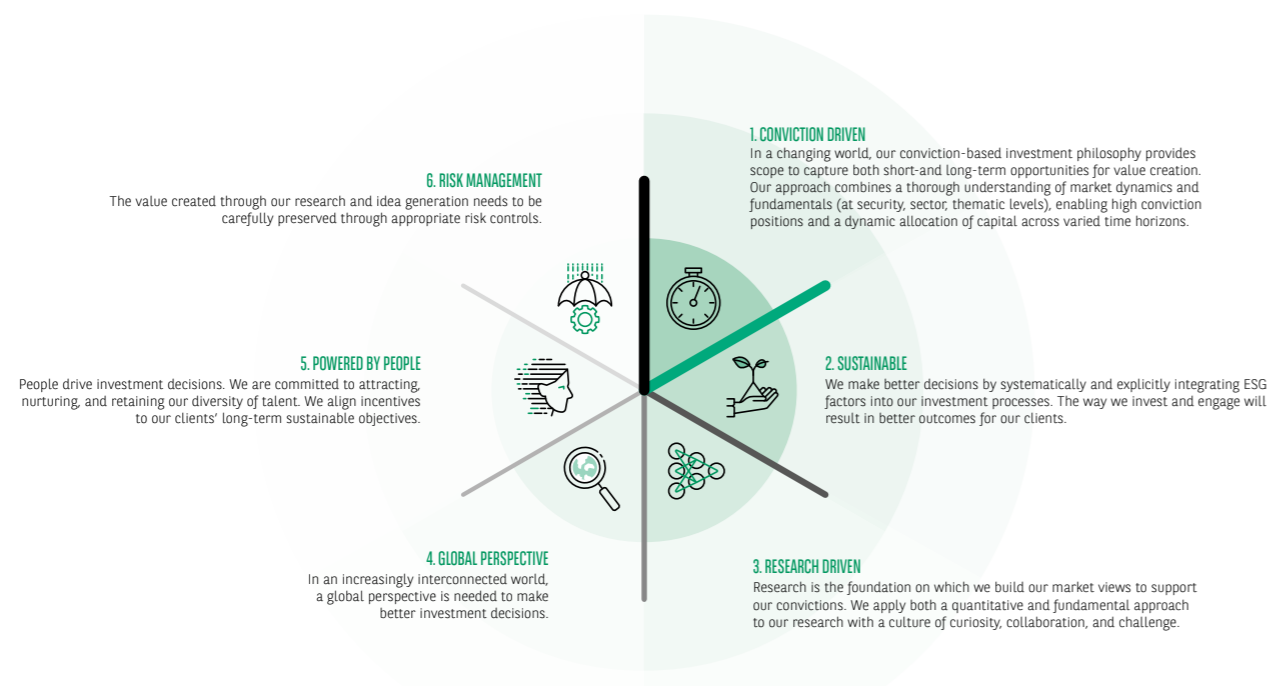 1. CONVICTION DRIVEN
In a changing world, our conviction-based investment philosophy provides
scope to capture both short-and long-term opportunities for value creation.
Our approach combines a thorough understanding of market dynamics and
fundamentals (at security, sector, thematic levels), enabling high conviction
positions and a dynamic allocation of capital across varied time horizons.
2. SUSTAINABLE
We make better decisions by systematically and explicitly integrating ESG
factors into our investment processes. The way we invest and engage will
result in better outcomes for our clients.
3. RESEARCH DRIVEN
Research is the foundation on which we build our market views to support
our convictions. We apply both a quantitative and fundamental approach
to our research with a culture of curiosity, collaboration, and challenge.
4. GLOBAL PERSPECTIVE
In an increasingly interconnected world,
a global perspective is needed to make
better investment decisions.
5. POWERED BY PEOPLE
People drive investment decisions. We are committed to attracting,
nurturing, and retaining our diversity of talent. We align incentives
to our clients' long-term sustainable objectives.
6. RISK MANAGEMENT
The value created through our research and idea generation needs to be
carefully preserved through appropriate risk controls.